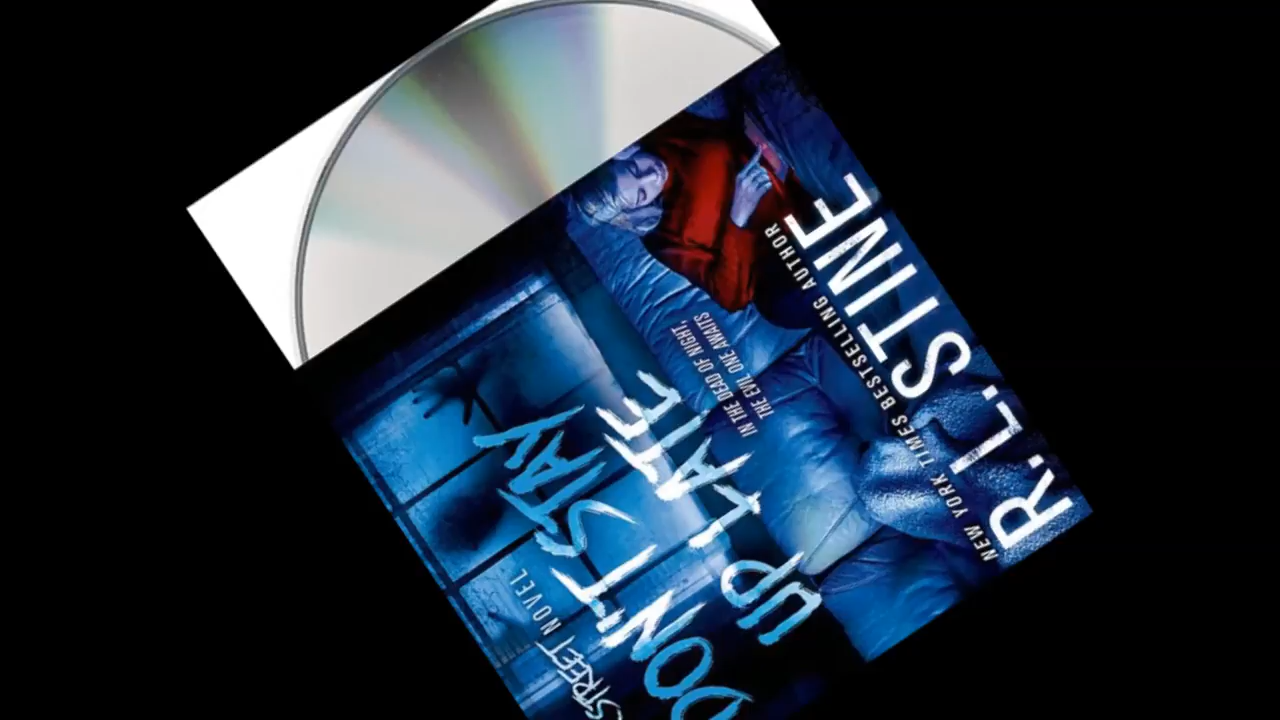 STREET NOVEL
DON'T STAY
UP LATE
IN THE DEAD OF NIGHT,
THE EVIL ONE AWAITS
NEW YORK TIMES BESTSELLING AUTHOR
R.L. STINE